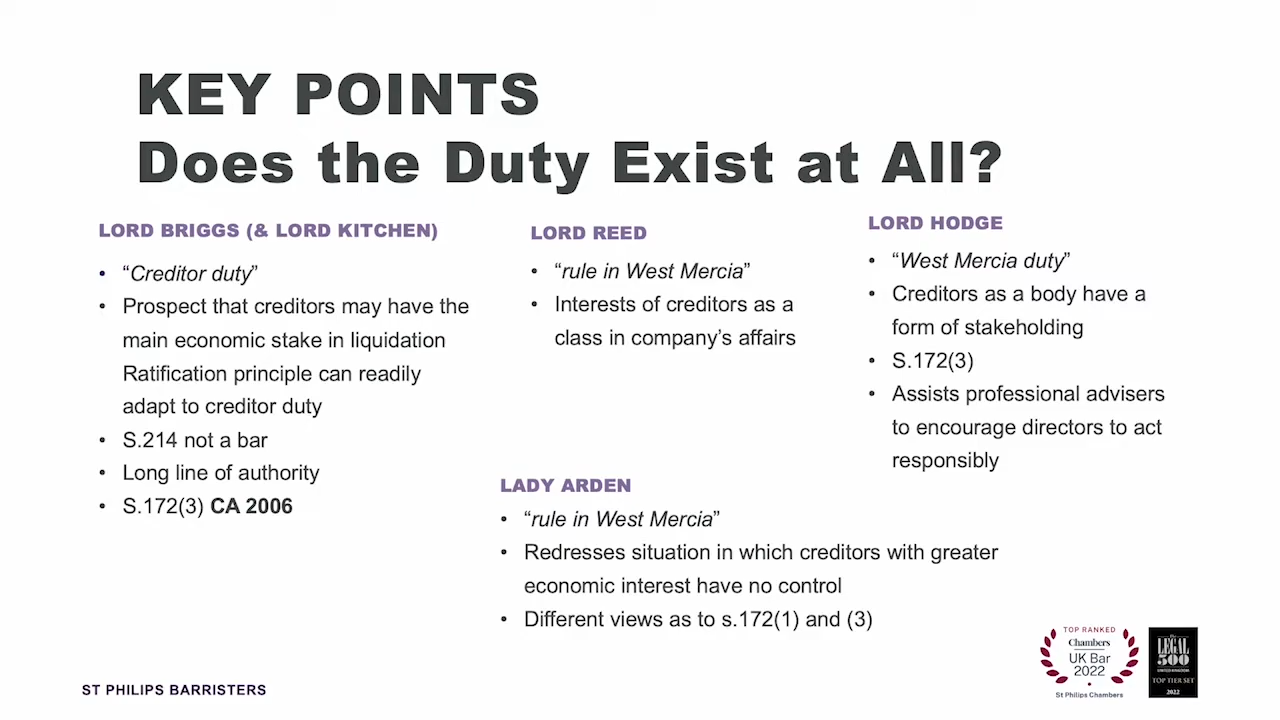 KEY POINTS
Does the Duty Exist at All?
LORD BRIGGS (& LORD KITCHEN)
• “Creditor duty”
• Prospect that creditors may have the
main economic stake in liquidation
Ratification principle can readily
adapt to creditor duty
• S.214 not a bar
• Long line of authority
• S.172(3) CA 2006
LORD REED
• “rule in West Mercia”
• Interests of creditors as a
class in company’s affairs
LORD HODGE
• “West Mercia duty”
• Creditors as a body have a
form of stakeholding
• S.172(3)
• Assists professional advisers
to encourage directors to act
responsibly
LADY ARDEN
• “rule in West Mercia”
• Redresses situation in which creditors with greater
economic interest have no control
• Different views as to s.172(1) and (3)
ST PHILIPS BARRISTERS
TOP RANKED
Chambers
UK Bar
2022
St Philips Chambers
The
LEGAL
500
UNITED KINGDOM
TOP TIER SET
2022